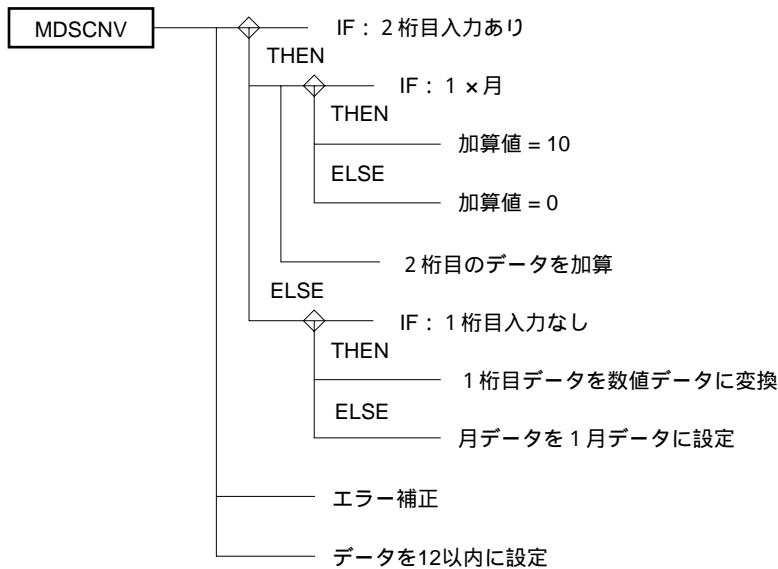 MDSCNV
IF：２桁目入力あり
THEN
IF：１×月
THEN
加算値＝10
ELSE
加算値＝0
２桁目のデータを加算
ELSE
IF：１桁目入力なし
THEN
１桁目データを数値データに変換
ELSE
月データを１月データに設定
エラー補正
データを12以内に設定